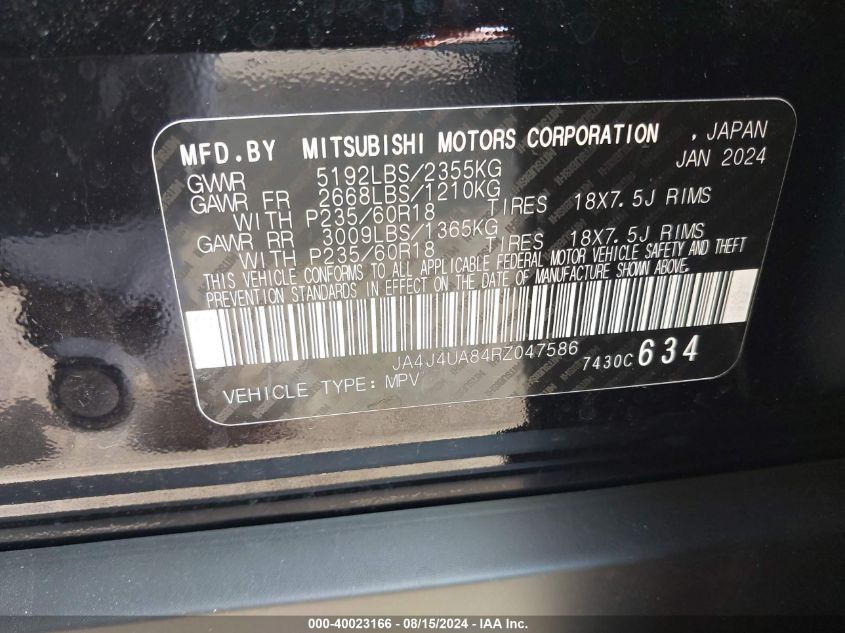 MFD.BY MITSUBISHI MOTORS CORPORATION , JAPAN
JAN 2024
GVWR 5192LBS/2355KG
GAWR FR 2668LBS/1210KG
WITH P235/60R18 TIRES 18X7.5J RIMS
GAWR RR 3009LBS/1365KG
WITH P235/60R18 TIRES 18X7.5J RIMS
THIS VEHICLE CONFORMS TO ALL APPLICABLE FEDERAL MOTOR VEHICLE SAFETY AND THEFT
PREVENTION STANDARDS IN EFFECT ON THE DATE OF MANUFACTURE SHOWN ABOVE.
JA4J4UA84RZ047586
7430C634
VEHICLE TYPE: MPV
000-40023166 - 08/15/2024 - IAA Inc.